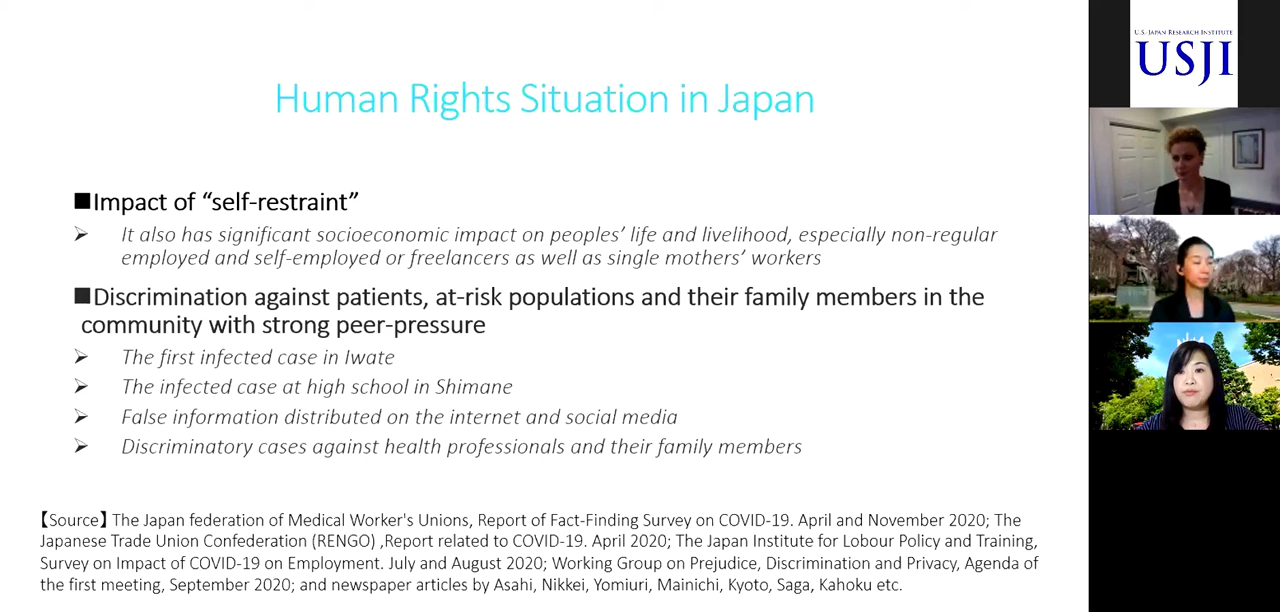 Human Rights Situation in Japan
■Impact of “self-restraint”
➢ It also has significant socioeconomic impact on peoples’ life and livelihood, especially non-regular
employed and self-employed or freelancers as well as single mothers’ workers
■Discrimination against patients, at-risk populations and their family members in the
community with strong peer-pressure
➢ The first infected case in Iwate
➢ The infected case at high school in Shimane
➢ False information distributed on the internet and social media
➢ Discriminatory cases against health professionals and their family members
【Source】The Japan federation of Medical Worker's Unions, Report of Fact-Finding Survey on COVID-19. April and November 2020; The
Japanese Trade Union Confederation (RENGO) ,Report related to COVID-19. April 2020; The Japan Institute for Lobour Policy and Training,
Survey on Impact of COVID-19 on Employment. July and August 2020; Working Group on Prejudice, Discrimination and Privacy, Agenda of
the first meeting, September 2020; and newspaper articles by Asahi, Nikkei, Yomiuri, Mainichi, Kyoto, Saga, Kahoku etc.
U.S. JAPAN RESEARCH INSTITUTE
USJI